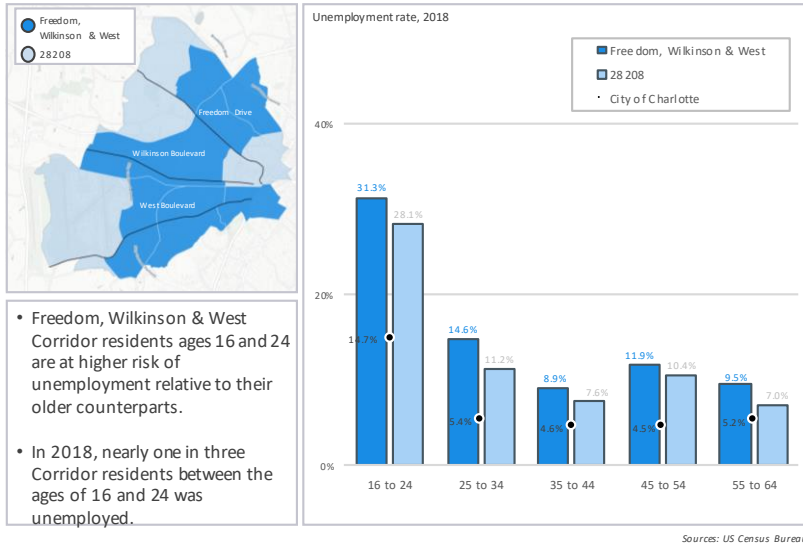 Freedom,
Wilkinson & West
28208
Freedom Drive
Wilkinson Boulevard
West Boulevard
• Freedom, Wilkinson & West
Corridor residents ages 16 and 24
are at higher risk of
unemployment relative to their
older counterparts.
• In 2018, nearly one in three
Corridor residents between the
ages of 16 and 24 was
unemployed.
Unemployment rate, 2018
Freedom, Wilkinson & West
28208
City of Charlotte
40%
20%
0%
31.3%
28.1%
14.7%
14.6%
11.2%
5.4%
8.9%
7.6%
4.6%
11.9%
10.4%
4.5%
9.5%
7.0%
5.2%
16 to 24
25 to 34
35 to 44
45 to 54
55 to 64
Sources: US Census Bureau